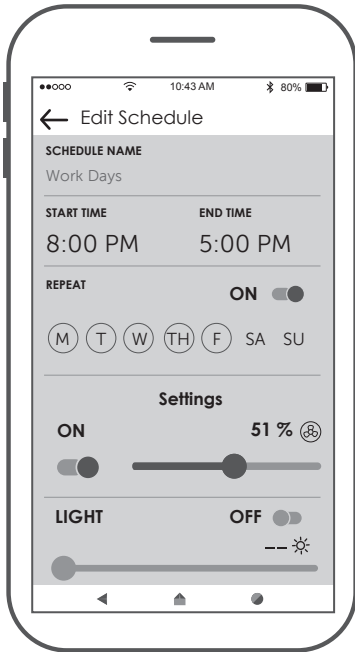 10:43 AM 80%
Edit Schedule
SCHEDULE NAME
Work Days
START TIME END TIME
8:00 PM 5:00 PM
REPEAT
ON
M T W TH F SA SU
Settings
ON 51 %
LIGHT OFF
--